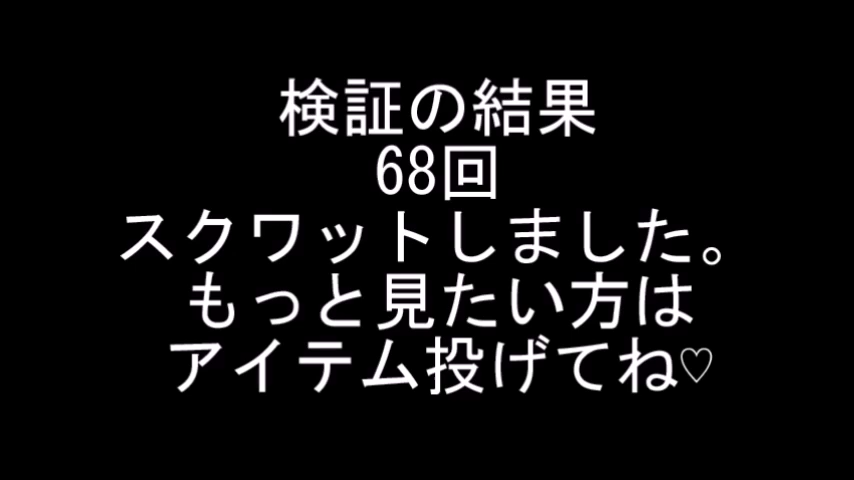 検証の結果
68回
スクワットしました。
もっと見たい方は
アイテム投げてね♡